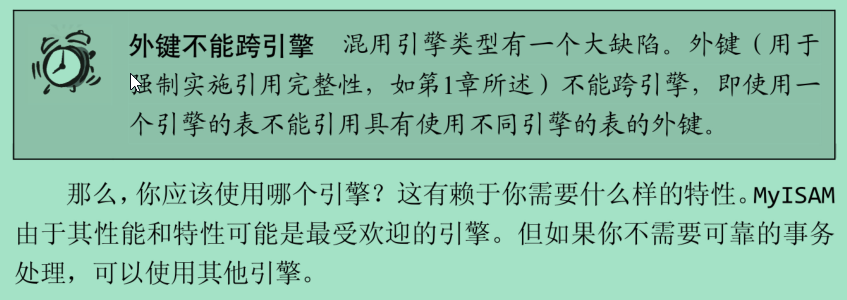 外键不能跨引擎 混用引擎类型有一个大缺陷。外键（用于
强制实施引用完整性，如第1章所述）不能跨引擎，即使用一
个引擎的表不能引用具有使用不同引擎的表的外键。
那么，你应该使用哪个引擎？这有赖于你需要什么样的特性。MyISAM
由于其性能和特性可能是最受欢迎的引擎。但如果你不需要可靠的事务
处理，可以使用其他引擎。